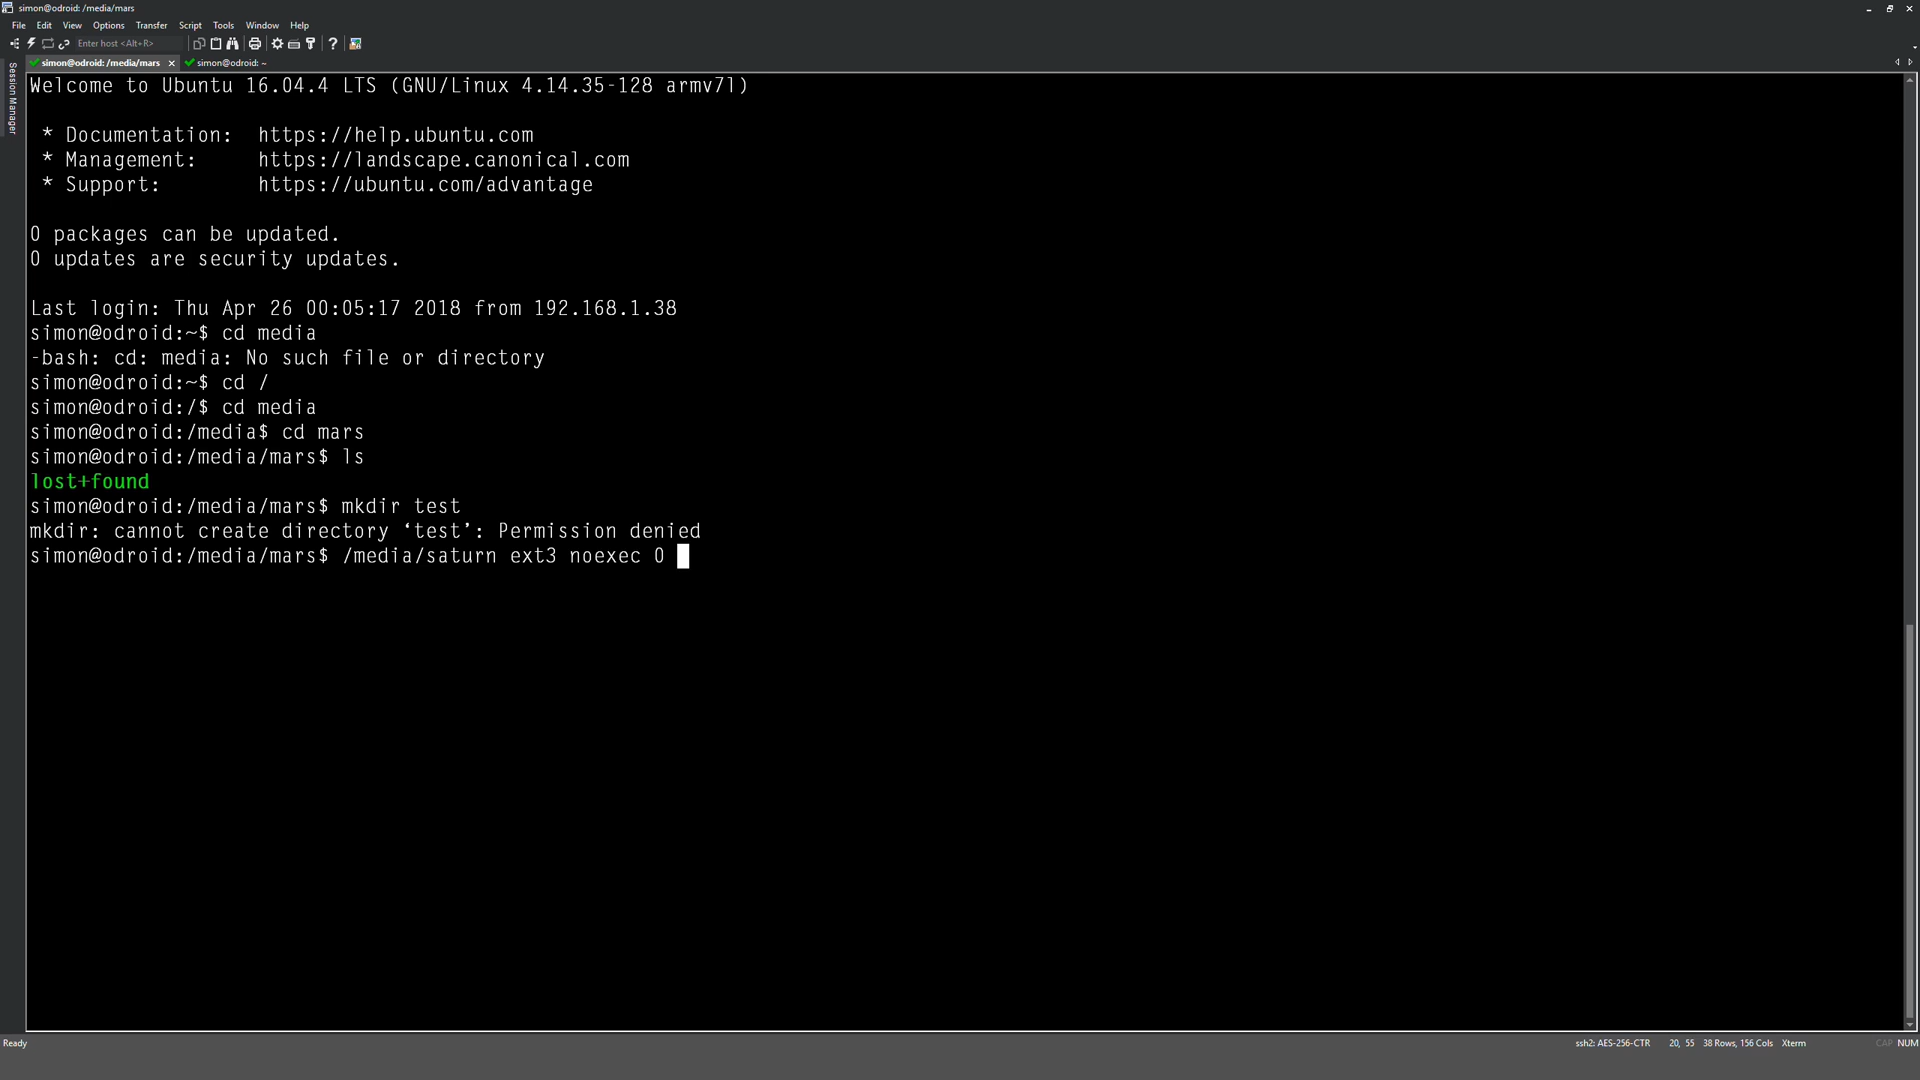 simon@odroid: /media/mars
File Edit View Options Transfer Script Tools Window Help
Enter host <Alt+R>
simon@odroid: /media/mars simon@odroid: ~
Session Manager
Welcome to Ubuntu 16.04.4 LTS (GNU/Linux 4.14.35-128 armv7l)
* Documentation: https://help.ubuntu.com
* Management: https://landscape.canonical.com
* Support: https://ubuntu.com/advantage
0 packages can be updated.
0 updates are security updates.
Last login: Thu Apr 26 00:05:17 2018 from 192.168.1.38
simon@odroid:~$ cd media
-bash: cd: media: No such file or directory
simon@odroid:~$ cd /
simon@odroid:/$ cd media
simon@odroid:/media$ cd mars
simon@odroid:/media/mars$ ls
lost+found
simon@odroid:/media/mars$ mkdir test
mkdir: cannot create directory ‘test’: Permission denied
simon@odroid:/media/mars$ /media/saturn ext3 noexec 0
Ready ssh2: AES-256-CTR 20, 55 38 Rows, 156 Cols Xterm CAP NUM